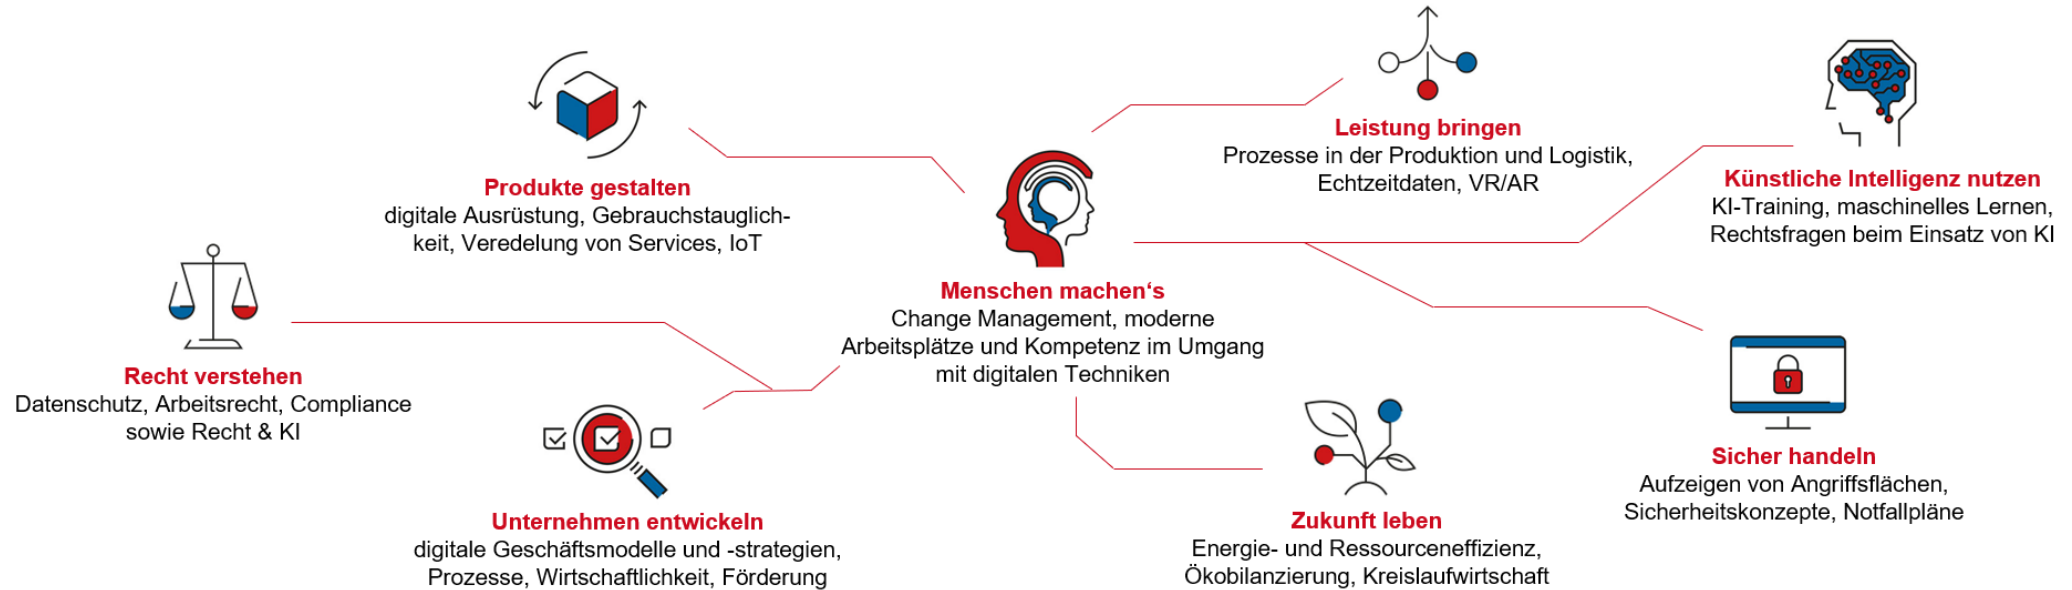 Leistung bringen
Prozesse in der Produktion und Logistik,
Echtzeitdaten, VR/AR
Künstliche Intelligenz nutzen
KI-Training, maschinelles Lernen,
Rechtsfragen beim Einsatz von KI
Produkte gestalten
digitale Ausrüstung, Gebrauchstauglich-
keit, Veredelung von Services, IoT
Menschen machen‘s
Change Management, moderne
Arbeitsplätze und Kompetenz im Umgang
mit digitalen Techniken
Recht verstehen
Datenschutz, Arbeitsrecht, Compliance
sowie Recht & KI
Sicher handeln
Aufzeigen von Angriffsflächen,
Sicherheitskonzepte, Notfallpläne
Unternehmen entwickeln
digitale Geschäftsmodelle und -strategien,
Prozesse, Wirtschaftlichkeit, Förderung
Zukunft leben
Energie- und Ressourceneffizienz,
Ökobilanzierung, Kreislaufwirtschaft